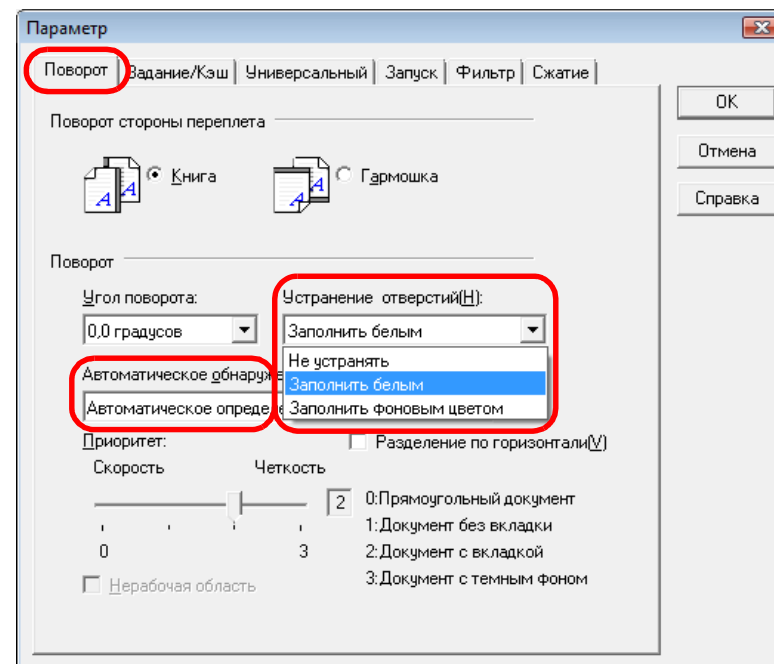 Параметр
Поворот Задание/Кэш Универсальный Запуск Фильтр Сжатие
OK
Отмена
Справка
Поворот стороны переплета
A A Книга A A Гармошка
Поворот
Угол поворота: Устранение отверстий(H):
0,0 градусов Заполнить белым
Не устранять
Заполнить белым
Заполнить фоновым цветом
Автоматическое
Автоматическое
Приоритет: Разделение по горизонтали(V)
Скорость Четкость
2 0:Прямоугольный документ
1:Документ без вкладки
0 3 2:Документ с вкладкой
3:Документ с темным фоном
Нерабочая область